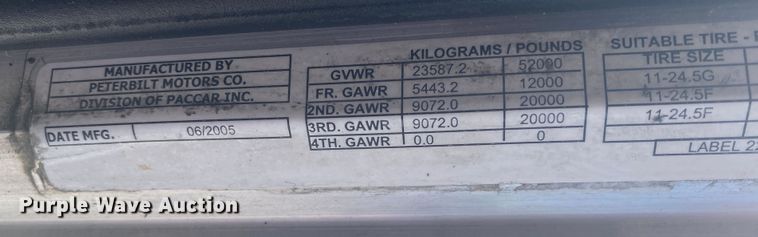 MANUFACTURED BY
PETERBILT MOTORS CO.
DIVISION OF PACCAR INC.
DATE MFG. 06/2005
KILOGRAMS / POUNDS
GVWR 23587.2 52000
FR. GAWR 5443.2 12000
2ND. GAWR 9072.0 20000
3RD. GAWR 9072.0 20000
4TH. GAWR 0.0 0
SUITABLE TIRE -
TIRE SIZE
11-24.5G
11-24.5F
11-24.5F
LABEL
Purple Wave Auction